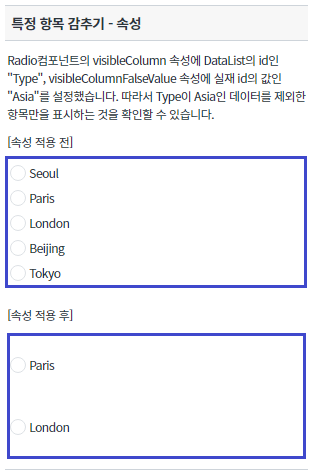 특정 항목 감추기 - 속성
Radio컴포넌트의 visibleColumn 속성에 DataList의 id인
"Type", visibleColumnFalseValue 속성에 실재 id의 값인
"Asia"를 설정했습니다. 따라서 Type이 Asia인 데이터를 제외한
항목만을 표시하는 것을 확인할 수 있습니다.
[속성 적용 전]
Seoul
Paris
London
Beijing
Tokyo
[속성 적용 후]
Paris
London